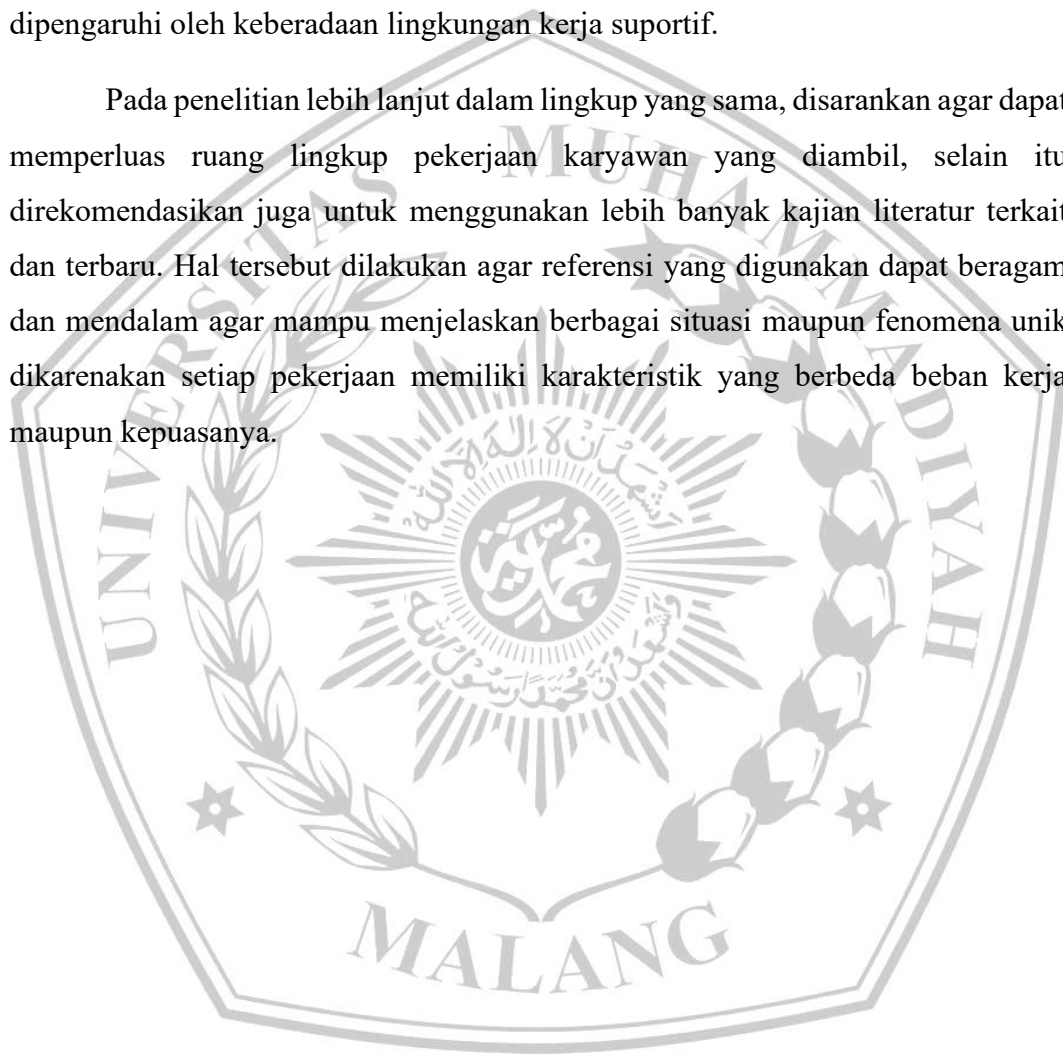 dipengaruhi oleh keberadaan lingkungan kerja suportif.
Pada penelitian lebih lanjut dalam lingkup yang sama, disarankan agar dapat
memperluas ruang lingkup pekerjaan karyawan yang diambil, selain itu
direkomendasikan juga untuk menggunakan lebih banyak kajian literatur terkait
dan terbaru. Hal tersebut dilakukan agar referensi yang digunakan dapat beragam
dan mendalam agar mampu menjelaskan berbagai situasi maupun fenomena unik
dikarenakan setiap pekerjaan memiliki karakteristik yang berbeda beban kerja
maupun kepuasanya.
UNIVERSITAS MUHAMMADIYAH
MALANG